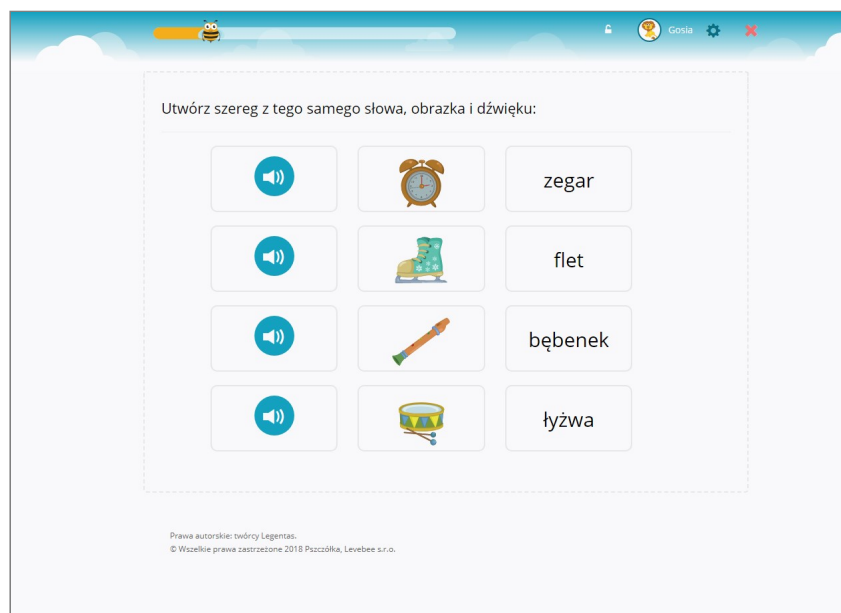 Gosia
Utwórz szereg z tego samego słowa, obrazka i dźwięku:
zegar
flet
bębenek
łyżwa
Prawa autorskie: twórcy Legentas.
© Wszelkie prawa zastrzeżone 2018 Pszczółka, Levebee s.r.o.